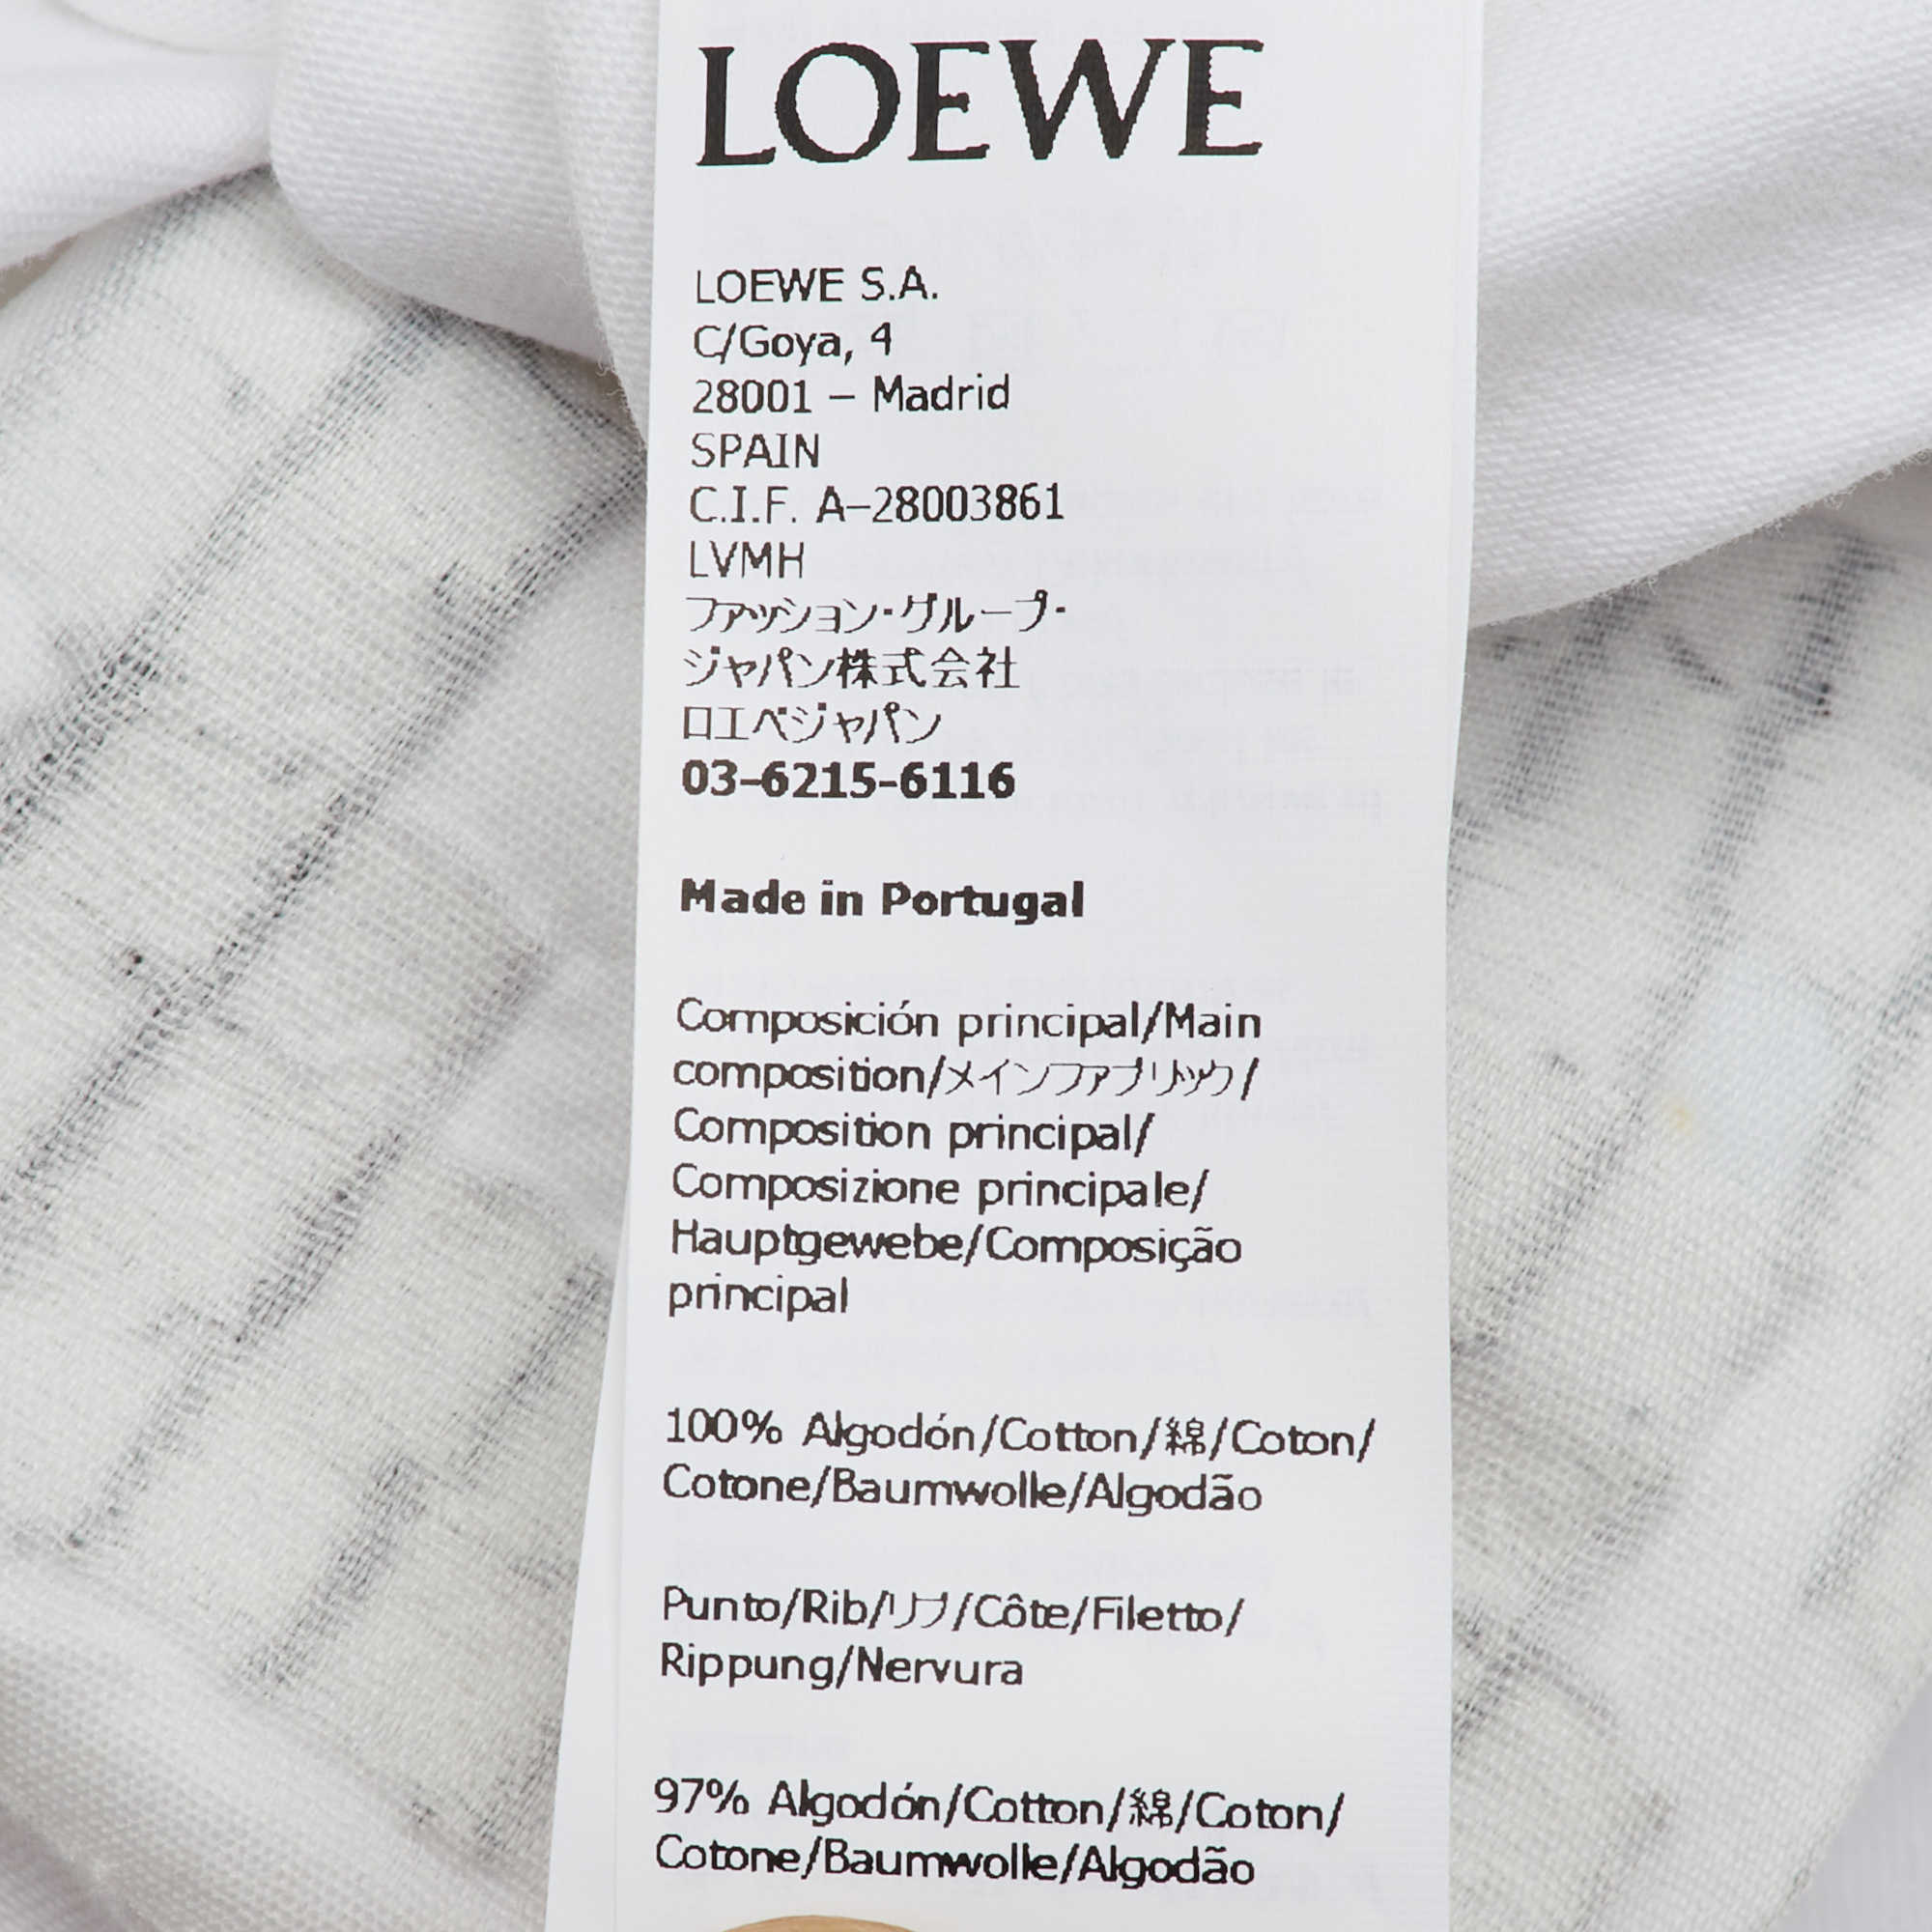 LOEWE
LOEWE S.A.
C/Goya, 4
28001 – Madrid
SPAIN
C.I.F. A–28003861
LVMH
ファッション・グループ・
ジャパン株式会社
ロエベジャパン
03–6215-6116
Made in Portugal
Composición principal/Main
composition/メインファブリック/
Composition principal/
Composizione principale/
Hauptgewebe/Composição
principal
100% Algodón/Cotton/綿/Coton/
Cotone/Baumwolle/Algodão
Punto/Rib/リブ/Côte/Filetto/
Rippung/Nervura
97% Algodón/Cotton/綿/Coton/
Cotone/Baumwolle/Algodão